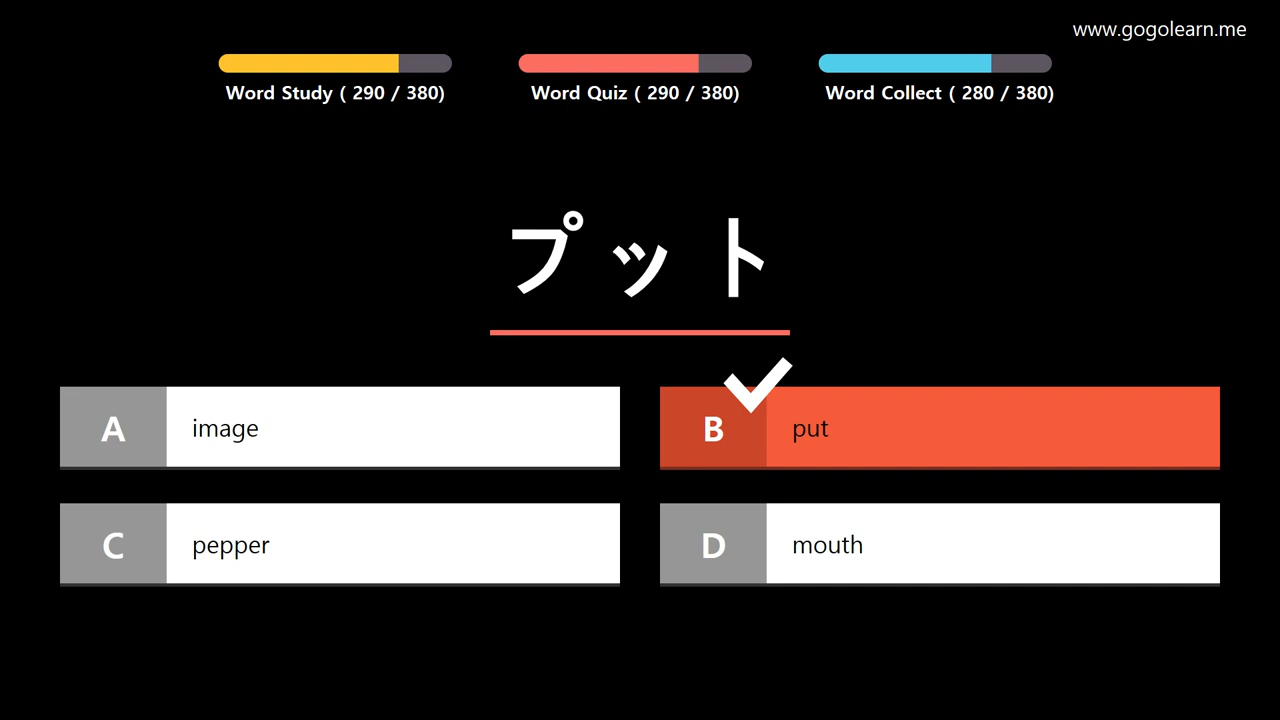 www.gogolearn.me
Word Study ( 290 / 380)
Word Quiz ( 290 / 380)
Word Collect ( 280 / 380)
プット
A image
B put
C pepper
D mouth